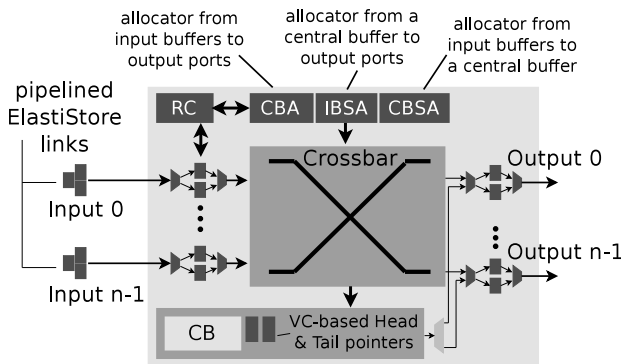 allocator from
input buffers to
output ports
allocator from a
central buffer to
output ports
allocator from
input buffers to
a central buffer
pipelined
ElastiStore
links
RC
CBA
IBSA
CBSA
Crossbar
Output 0
Input 0
Output n-1
Input n-1
CB
VC-based Head
& Tail pointers